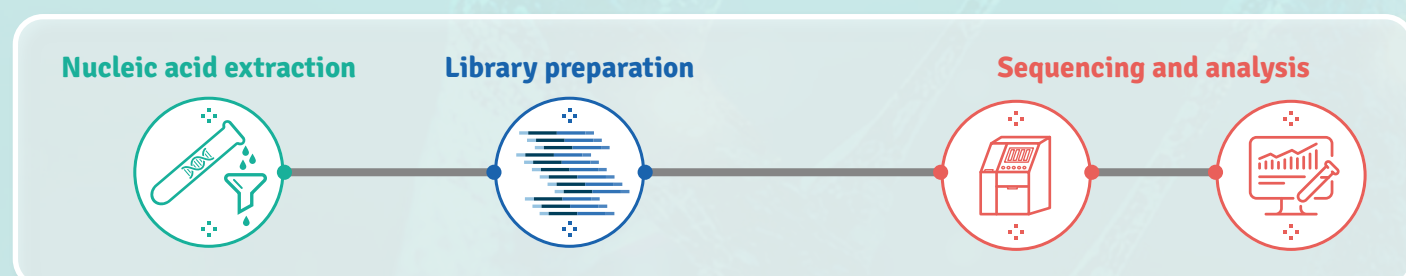 Nucleic acid extraction
Library preparation
Sequencing and analysis